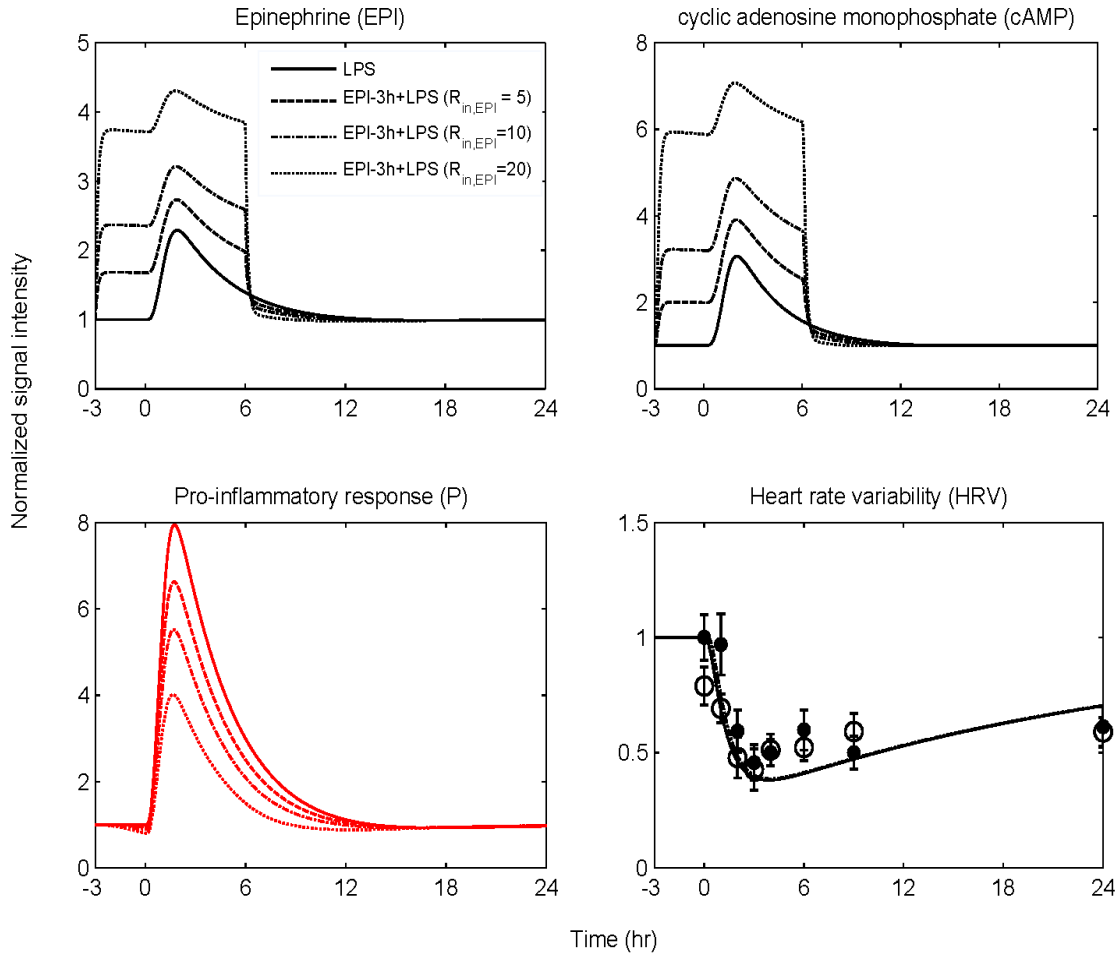 Epinephrine (EPI)
cyclic adenosine monophosphate (cAMP)
5
4
3
2
1
0
-3 0 6 12 18 24
LPS
EPI-3h+LPS (R_in,EPI = 5)
EPI-3h+LPS (R_in,EPI=10)
EPI-3h+LPS (R_in,EPI=20)
8
6
4
2
0
-3 0 6 12 18 24
Normalized signal intensity
Pro-inflammatory response (P)
Heart rate variability (HRV)
8
6
4
2
0
-3 0 6 12 18 24
1.5
1
0.5
0
-3 0 6 12 18 24
Time (hr)